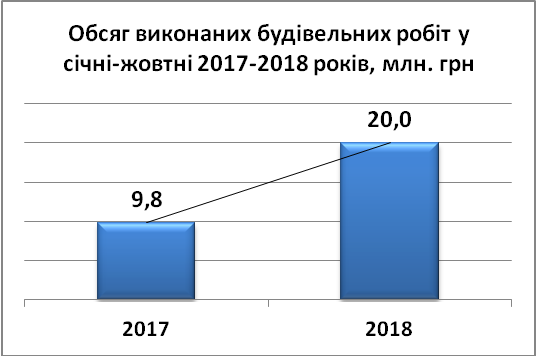 Обсяг виконаних будівельних робіт у
січні-жовтні 2017-2018 років, млн. грн
20,0
9,8
2017 2018